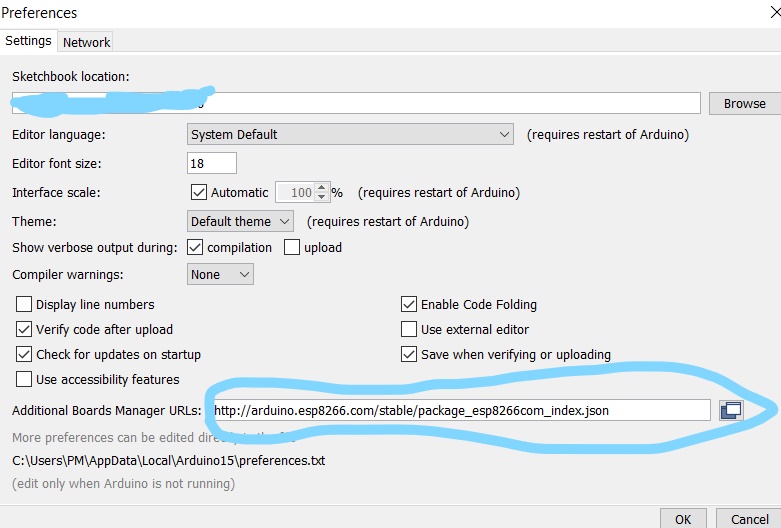 Preferences
Settings Network
Sketchbook location:
Browse
Editor language: System Default (requires restart of Arduino)
Editor font size: 18
Interface scale: Automatic 100 % (requires restart of Arduino)
Theme: Default theme (requires restart of Arduino)
Show verbose output during: compilation upload
Compiler warnings: None
Display line numbers Enable Code Folding
Verify code after upload Use external editor
Check for updates on startup Save when verifying or uploading
Use accessibility features
Additional Boards Manager URLs: http://arduino.esp8266.com/stable/package_esp8266com_index.json
More preferences can be edited directly in the file
C:\Users\PM\AppData\Local\Arduino15\preferences.txt
(edit only when Arduino is not running)
OK Cancel